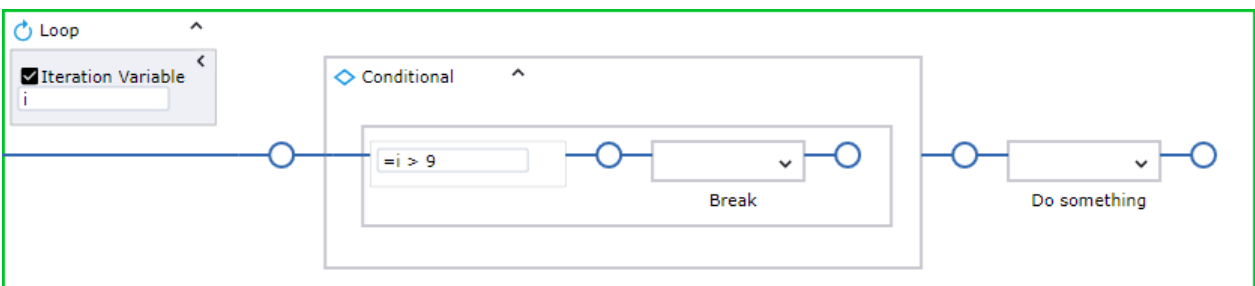 Loop
Iteration Variable
i
Conditional
=i > 9
Break
Do something